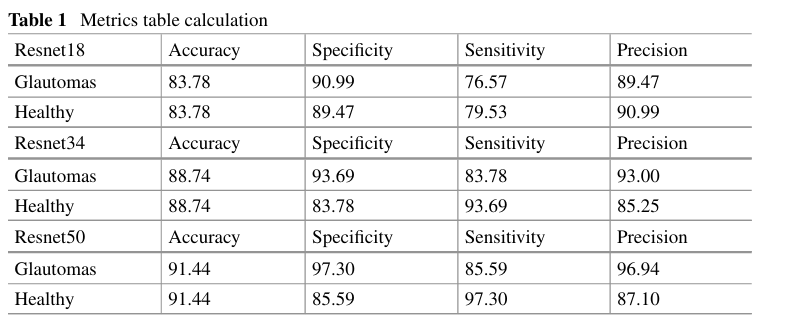 Table 1 Metrics table calculation
Resnet18 Accuracy Specificity Sensitivity Precision
Glautomas 83.78 90.99 76.57 89.47
Healthy 83.78 89.47 79.53 90.99
Resnet34 Accuracy Specificity Sensitivity Precision
Glautomas 88.74 93.69 83.78 93.00
Healthy 88.74 83.78 93.69 85.25
Resnet50 Accuracy Specificity Sensitivity Precision
Glautomas 91.44 97.30 85.59 96.94
Healthy 91.44 85.59 97.30 87.10